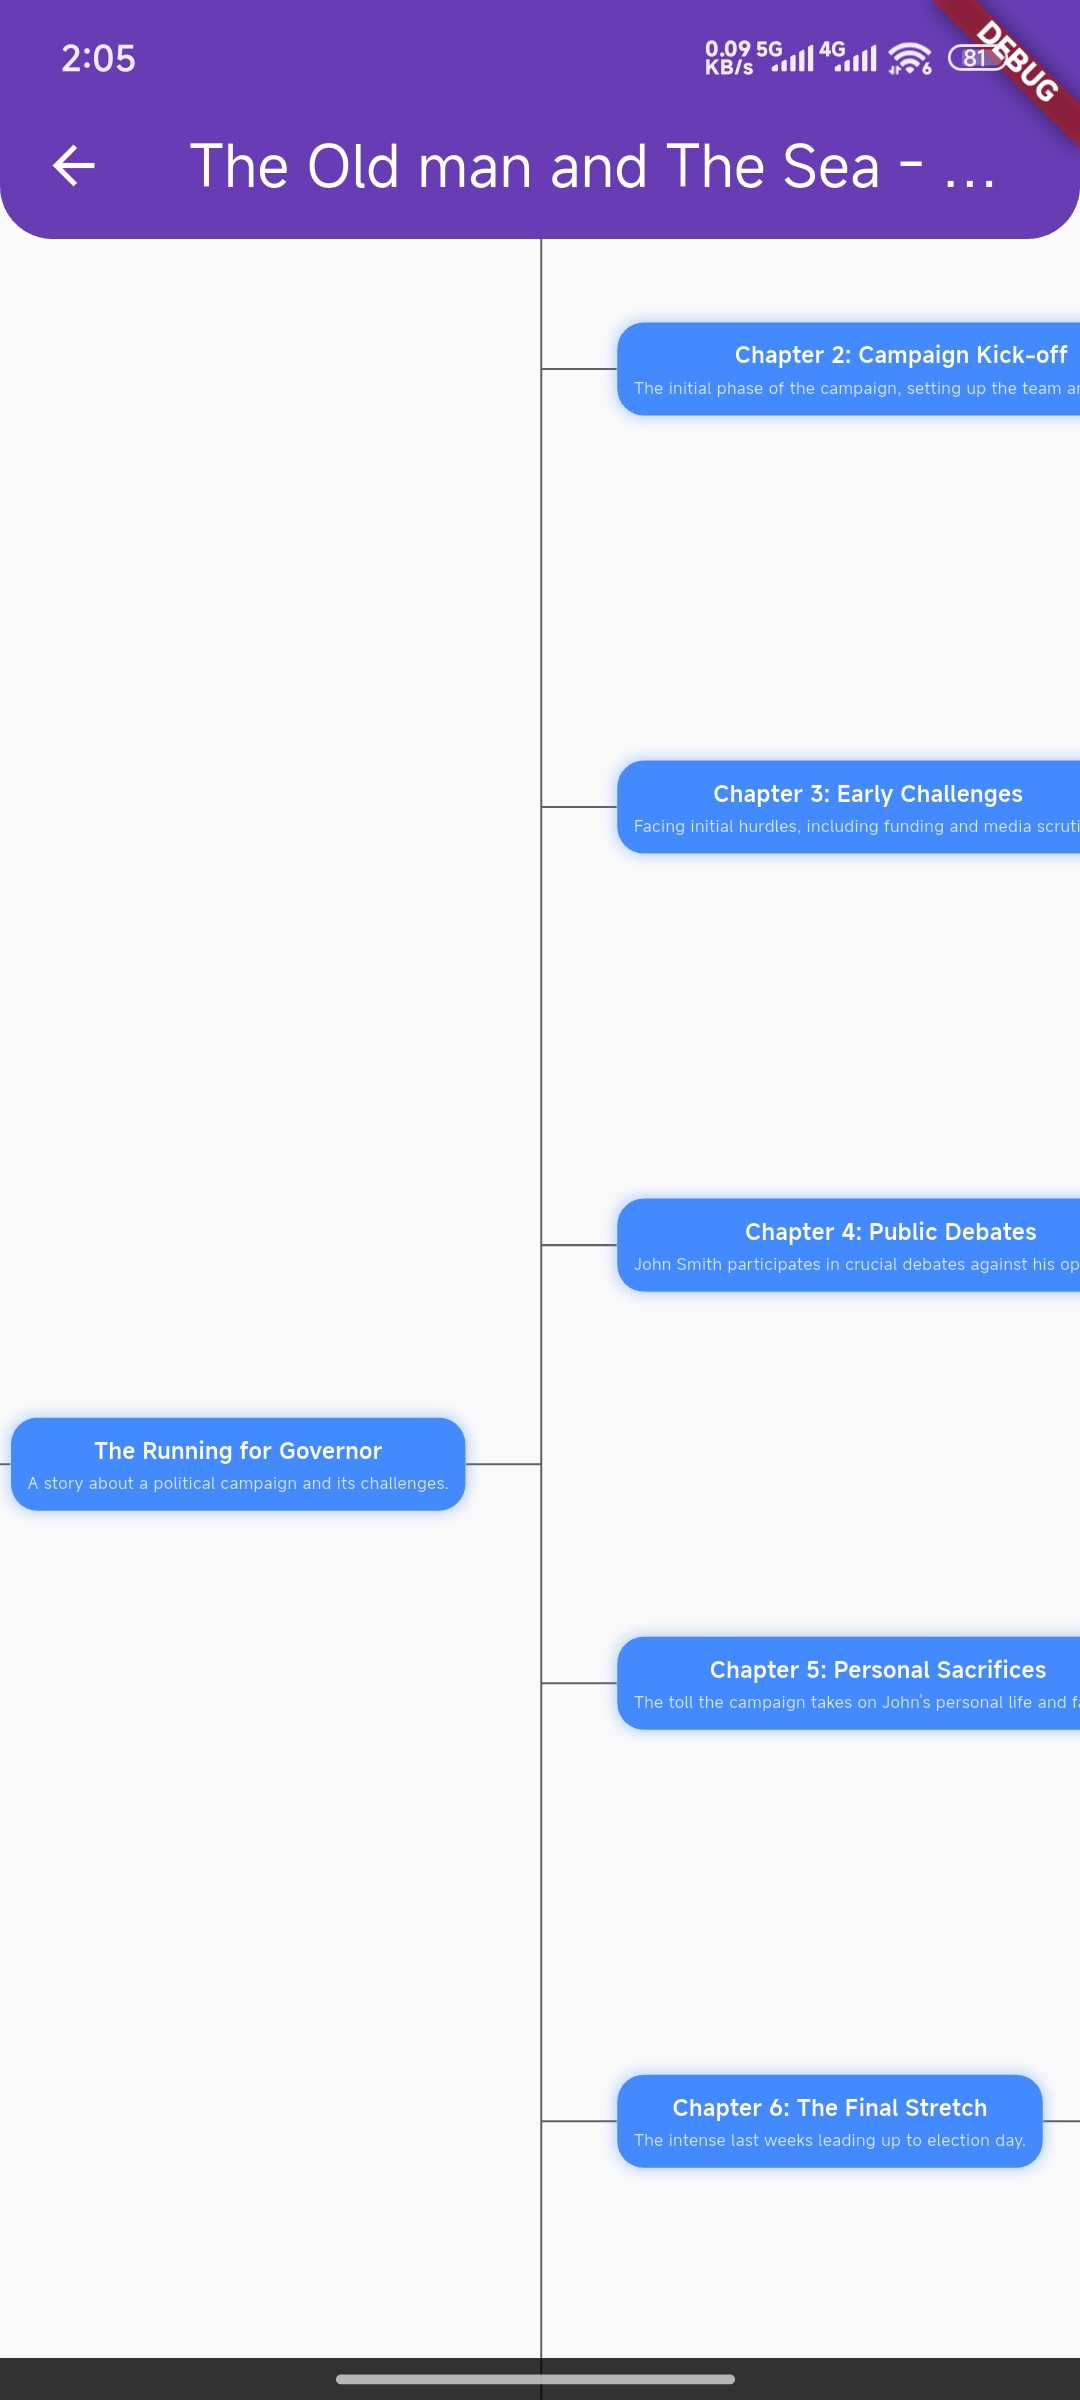 2:05
0.09 KB/s 5G 4G 6 81
DEBUG
The Old man and The Sea - ...
Chapter 2: Campaign Kick-off
The initial phase of the campaign, setting up the team
Chapter 3: Early Challenges
Facing initial hurdles, including funding and media
Chapter 4: Public Debates
John Smith participates in crucial debates against his
The Running for Governor
A story about a political campaign and its challenges.
Chapter 5: Personal Sacrifices
The toll the campaign takes on John's personal life and
Chapter 6: The Final Stretch
The intense last weeks leading up to election day.